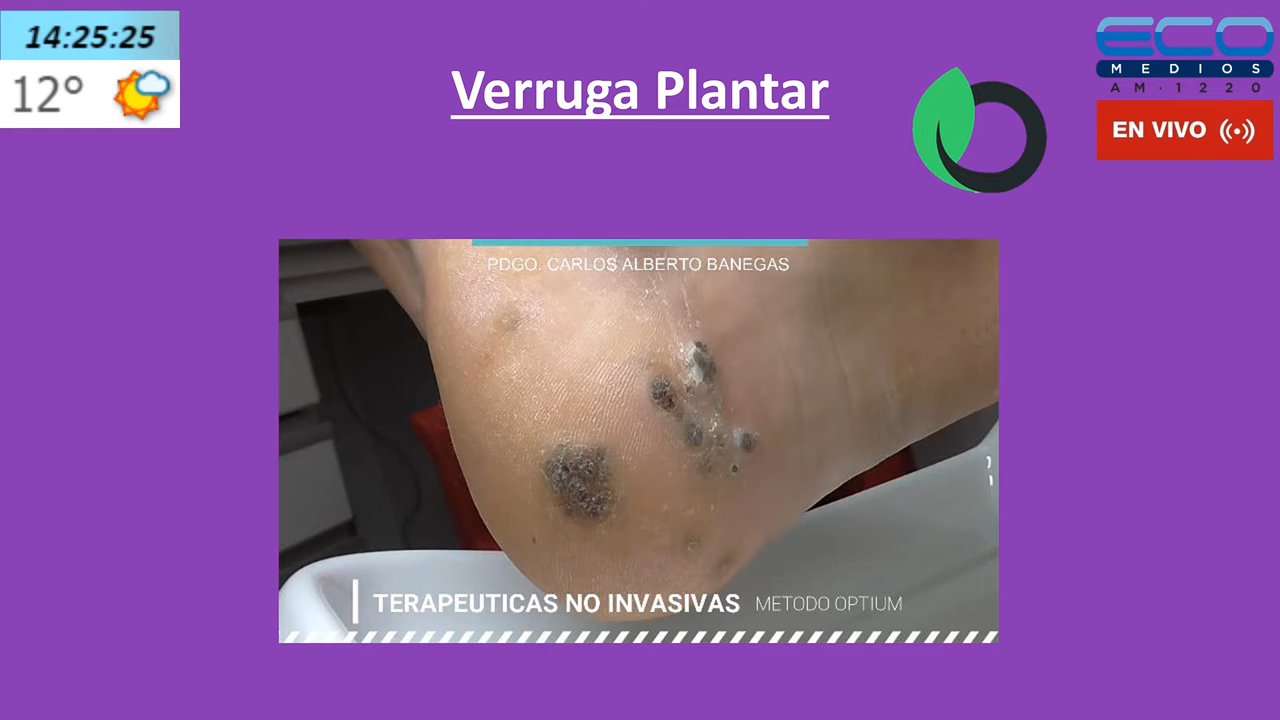 14:25:25
12°
Verruga Plantar
ECO
MEDIOS
AM·1220
EN VIVO
PDGO. CARLOS ALBERTO BANEGAS
TERAPEUTICAS NO INVASIVAS METODO OPTIUM